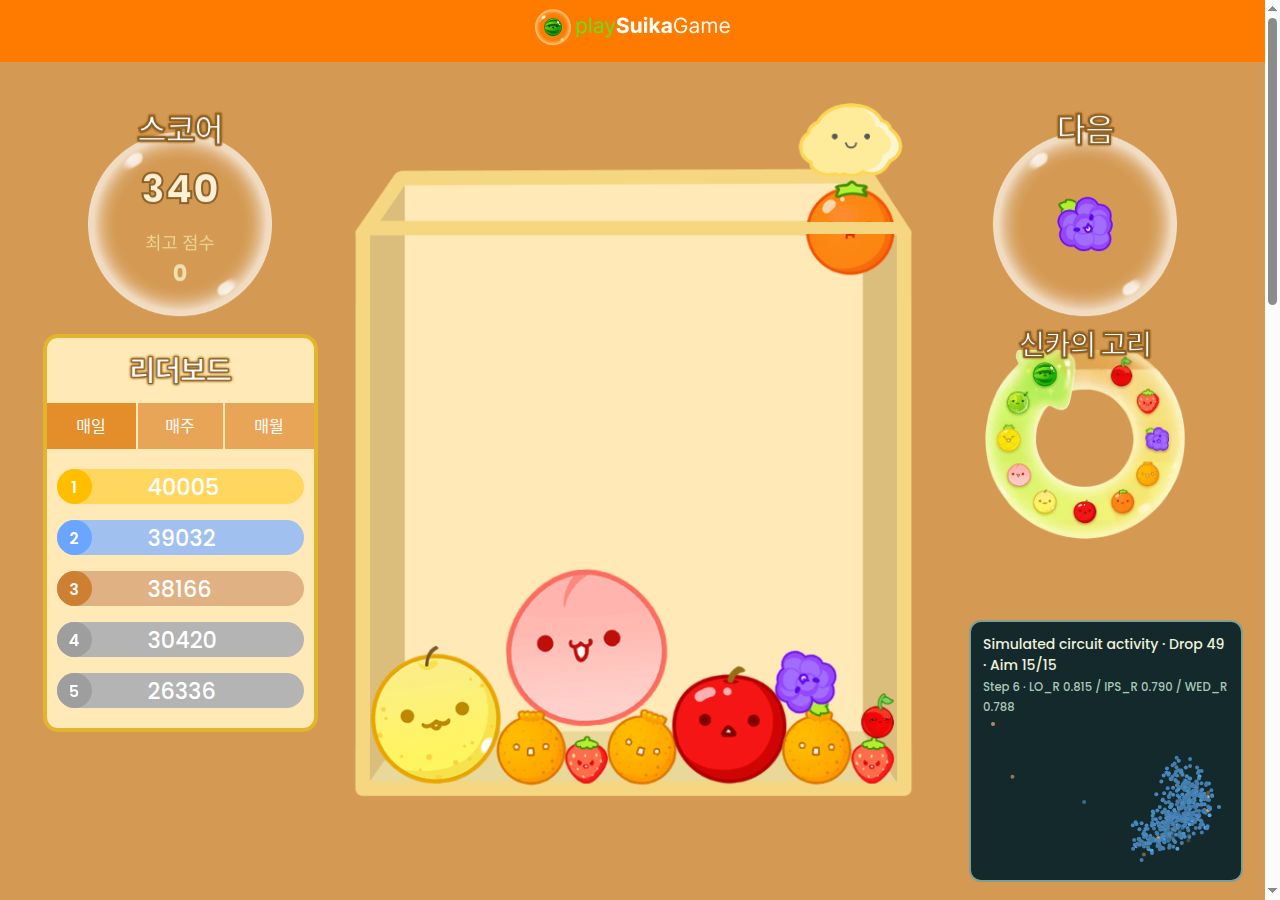 playSuikaGame
스코어
340
최고 점수
0
다음
리더보드
매일 매주 매월
1 40005
2 39032
3 38166
4 30420
5 26336
신카의 고리
Simulated circuit activity · Drop 49
· Aim 15/15
Step 6 · LO_R 0.815 / IPS_R 0.790 / WED_R
0.788